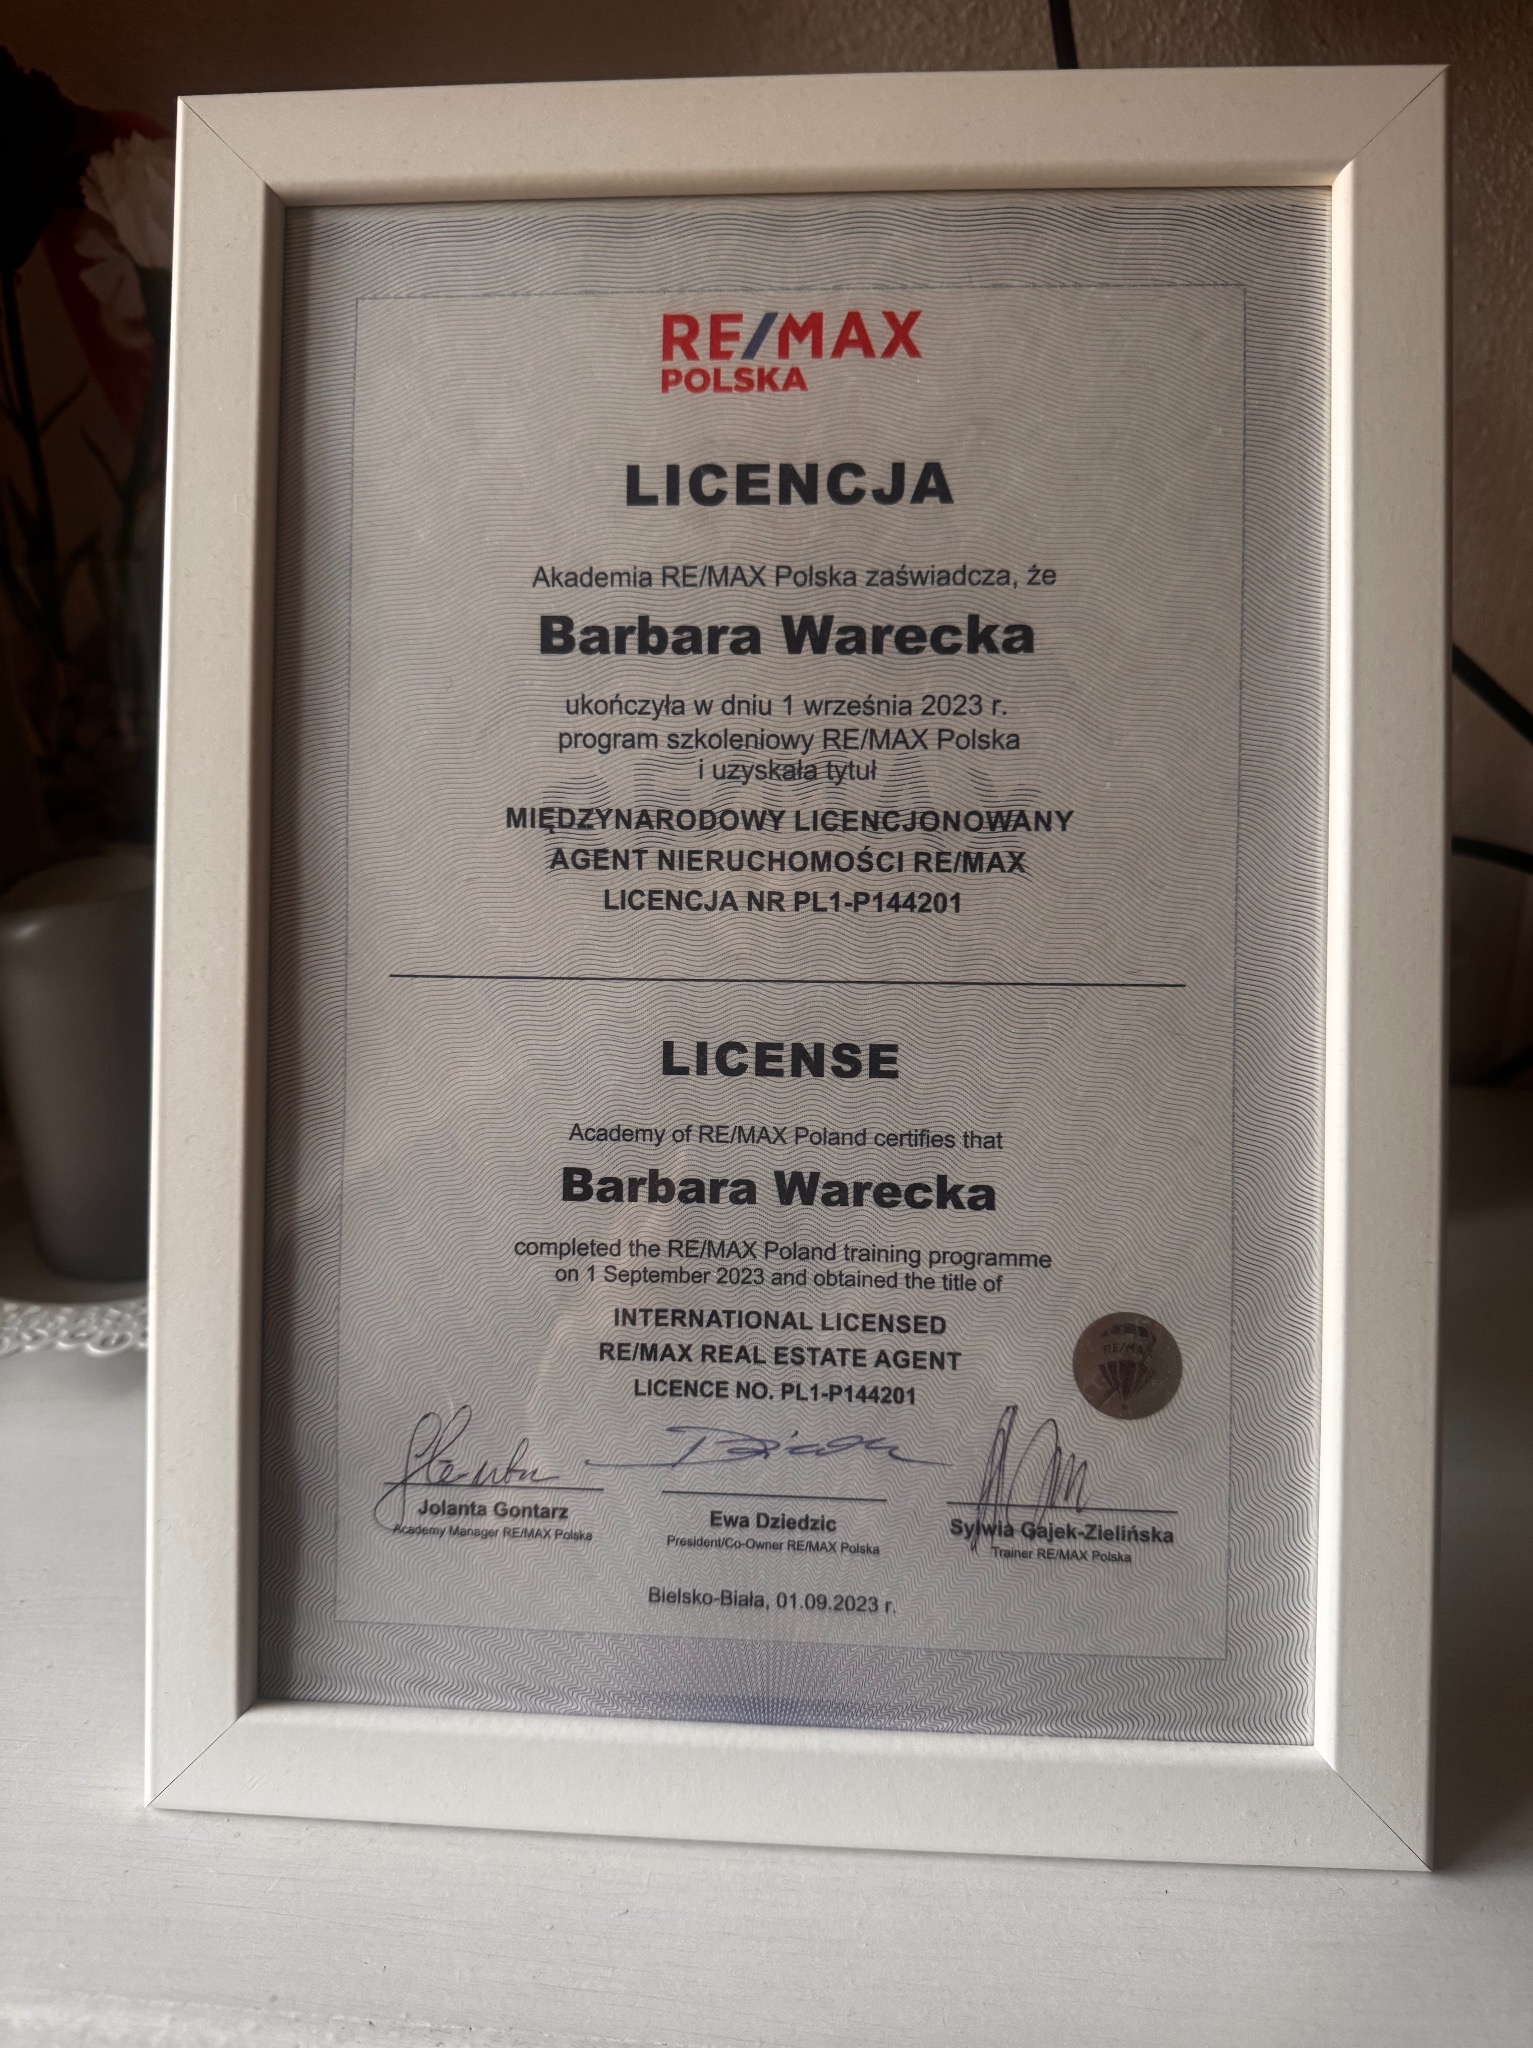 RE/MAX
POLSKA
LICENCJA
Akademia RE/MAX Polska zaświadcza, że
Barbara Warecka
ukończyła w dniu 1 września 2023 r.
program szkoleniowy RE/MAX Polska
i uzyskała tytuł
MIĘDZYNARODOWY LICENCJONOWANY
AGENT NIERUCHOMOŚCI RE/MAX
LICENCJA NR PL1-P144201
LICENSE
Academy of RE/MAX Poland certifies that
Barbara Warecka
completed the RE/MAX Poland training programme
on 1 September 2023 and obtained the title of
INTERNATIONAL LICENSED
RE/MAX REAL ESTATE AGENT
LICENCE NO. PL1-P144201
RE/MAX
Jolanta Gontarz
Academy Manager RE/MAX Polska
Ewa Dziedzic
President/Co-Owner RE/MAX Polska
Sylwia Gajek-Zielińska
Trainer RE/MAX Polska
Bielsko-Biała, 01.09.2023 r.